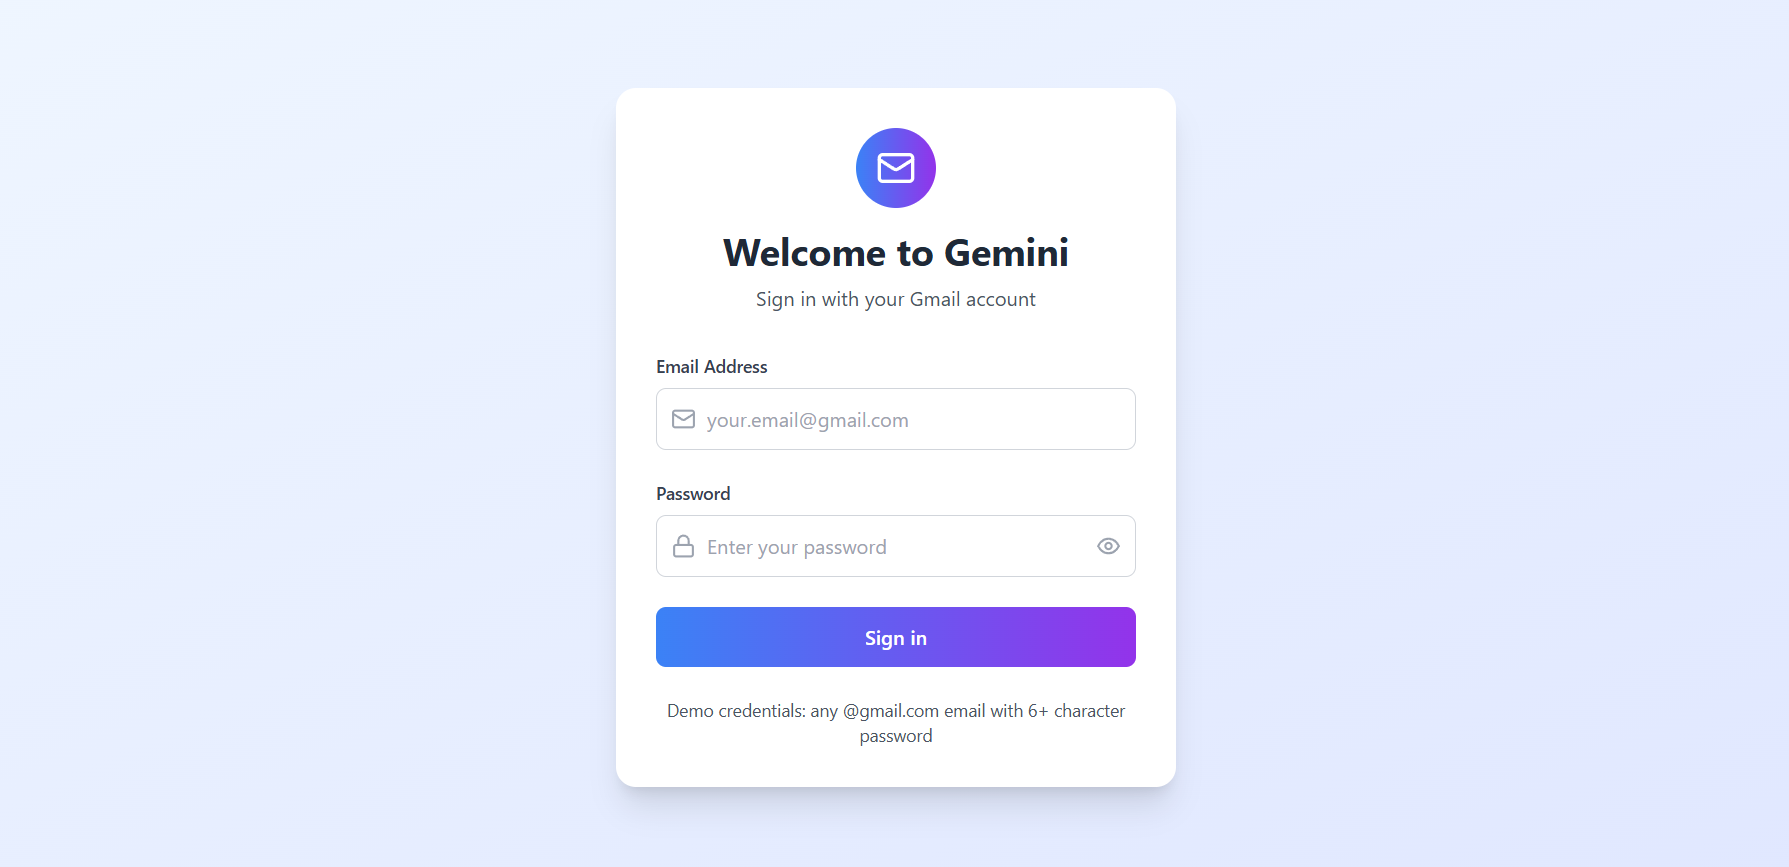 Welcome to Gemini
Sign in with your Gmail account
Email Address
your.email@gmail.com
Password
Enter your password
Sign in
Demo credentials: any @gmail.com email with 6+ character
password